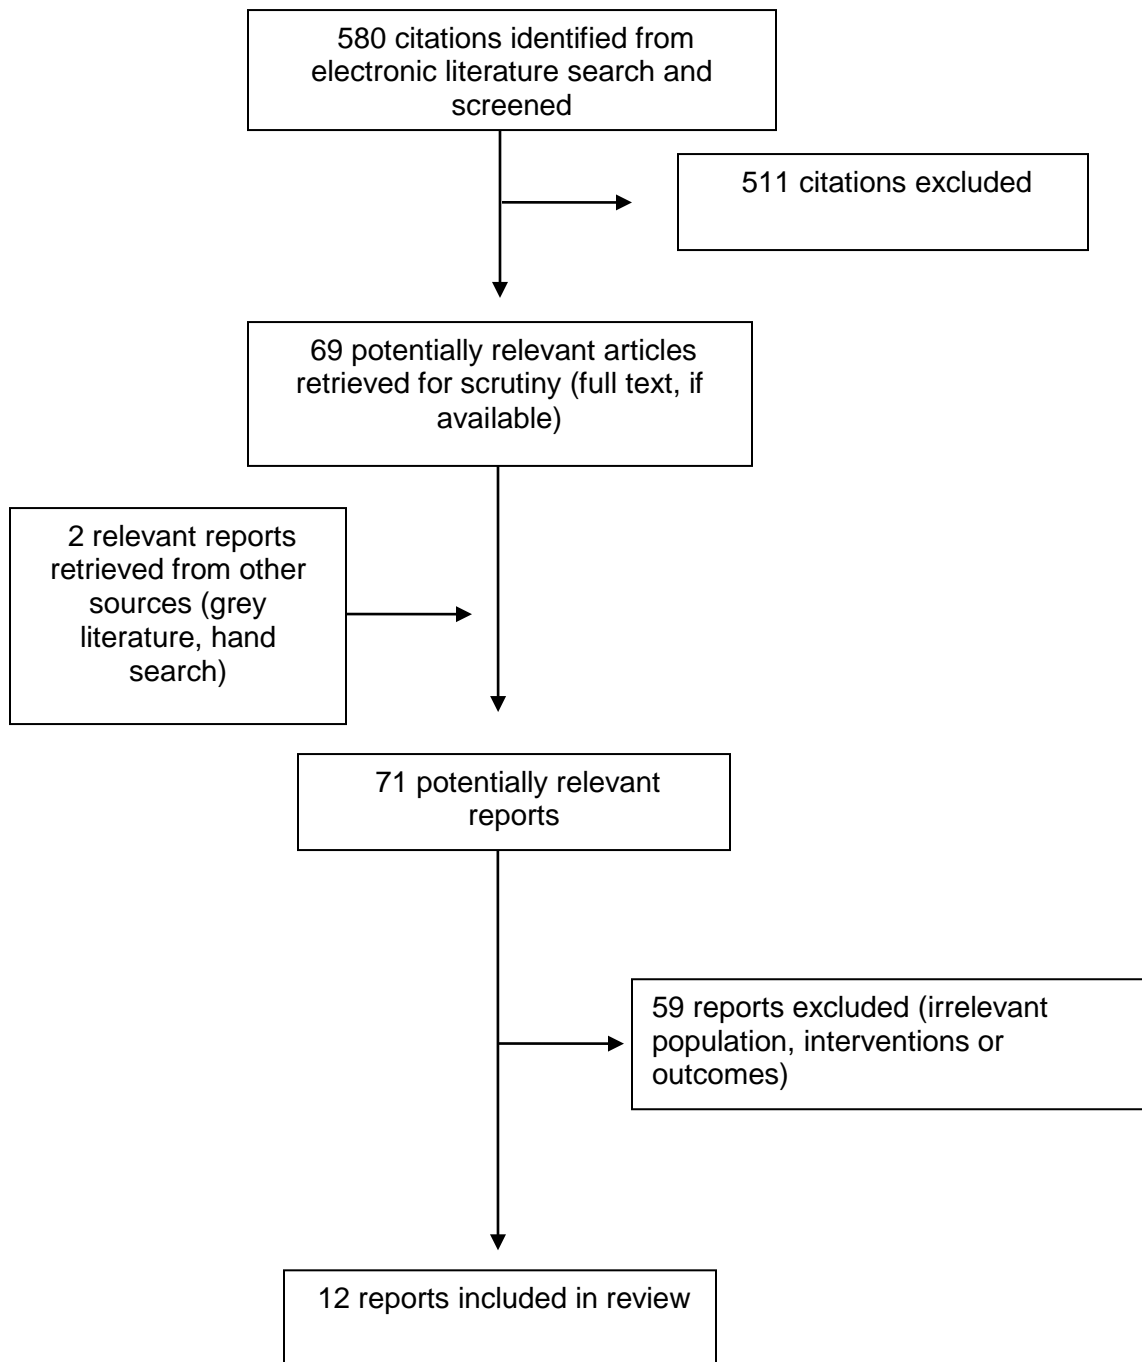 580 citations identified from
electronic literature search and
screened
511 citations excluded
69 potentially relevant articles
retrieved for scrutiny (full text, if
available)
2 relevant reports
retrieved from other
sources (grey
literature, hand
search)
71 potentially relevant
reports
59 reports excluded (irrelevant
population, interventions or
outcomes)
12 reports included in review